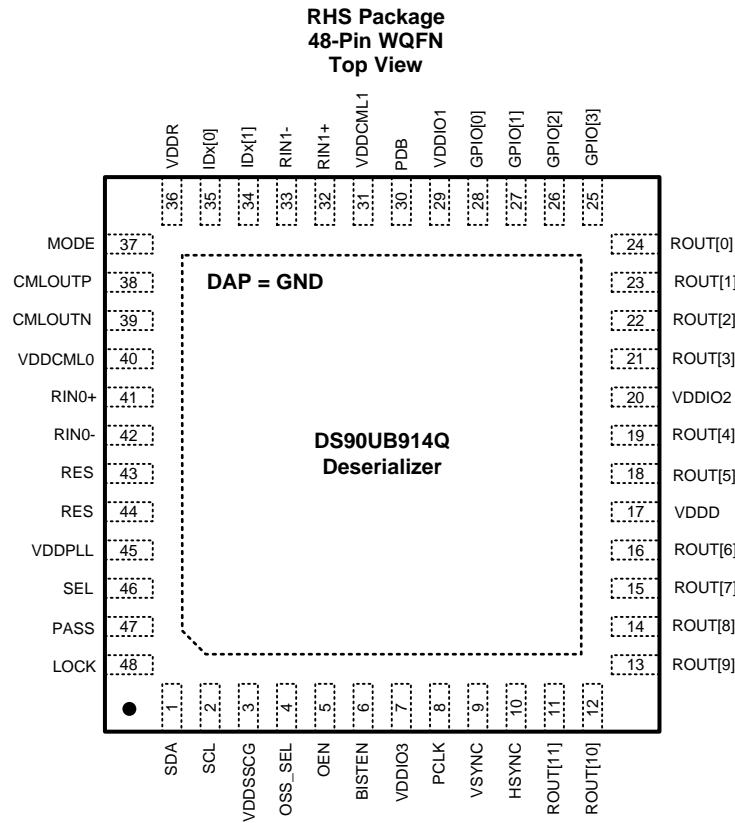 RHS Package
48-Pin WQFN
Top View
VDDR
IDx[0]
IDx[1]
RIN1-
RIN1+
VDDCML1
PDB
VDDIO1
GPIO[0]
GPIO[1]
GPIO[2]
GPIO[3]
36
35
34
33
32
31
30
29
28
27
26
25
MODE 37
CMLOUTP 38
CMLOUTN 39
VDDCML0 40
RIN0+ 41
RIN0- 42
RES 43
RES 44
VDDPLL 45
SEL 46
PASS 47
LOCK 48
DAP = GND
DS90UB914Q
Deserializer
24 ROUT[0]
23 ROUT[1]
22 ROUT[2]
21 ROUT[3]
20 VDDIO2
19 ROUT[4]
18 ROUT[5]
17 VDDD
16 ROUT[6]
15 ROUT[7]
14 ROUT[8]
13 ROUT[9]
1
2
3
4
5
6
7
8
9
10
11
12
SDA
SCL
VDDSSCG
OSS_SEL
OEN
BISTEN
VDDIO3
PCLK
VSYNC
HSYNC
ROUT[11]
ROUT[10]